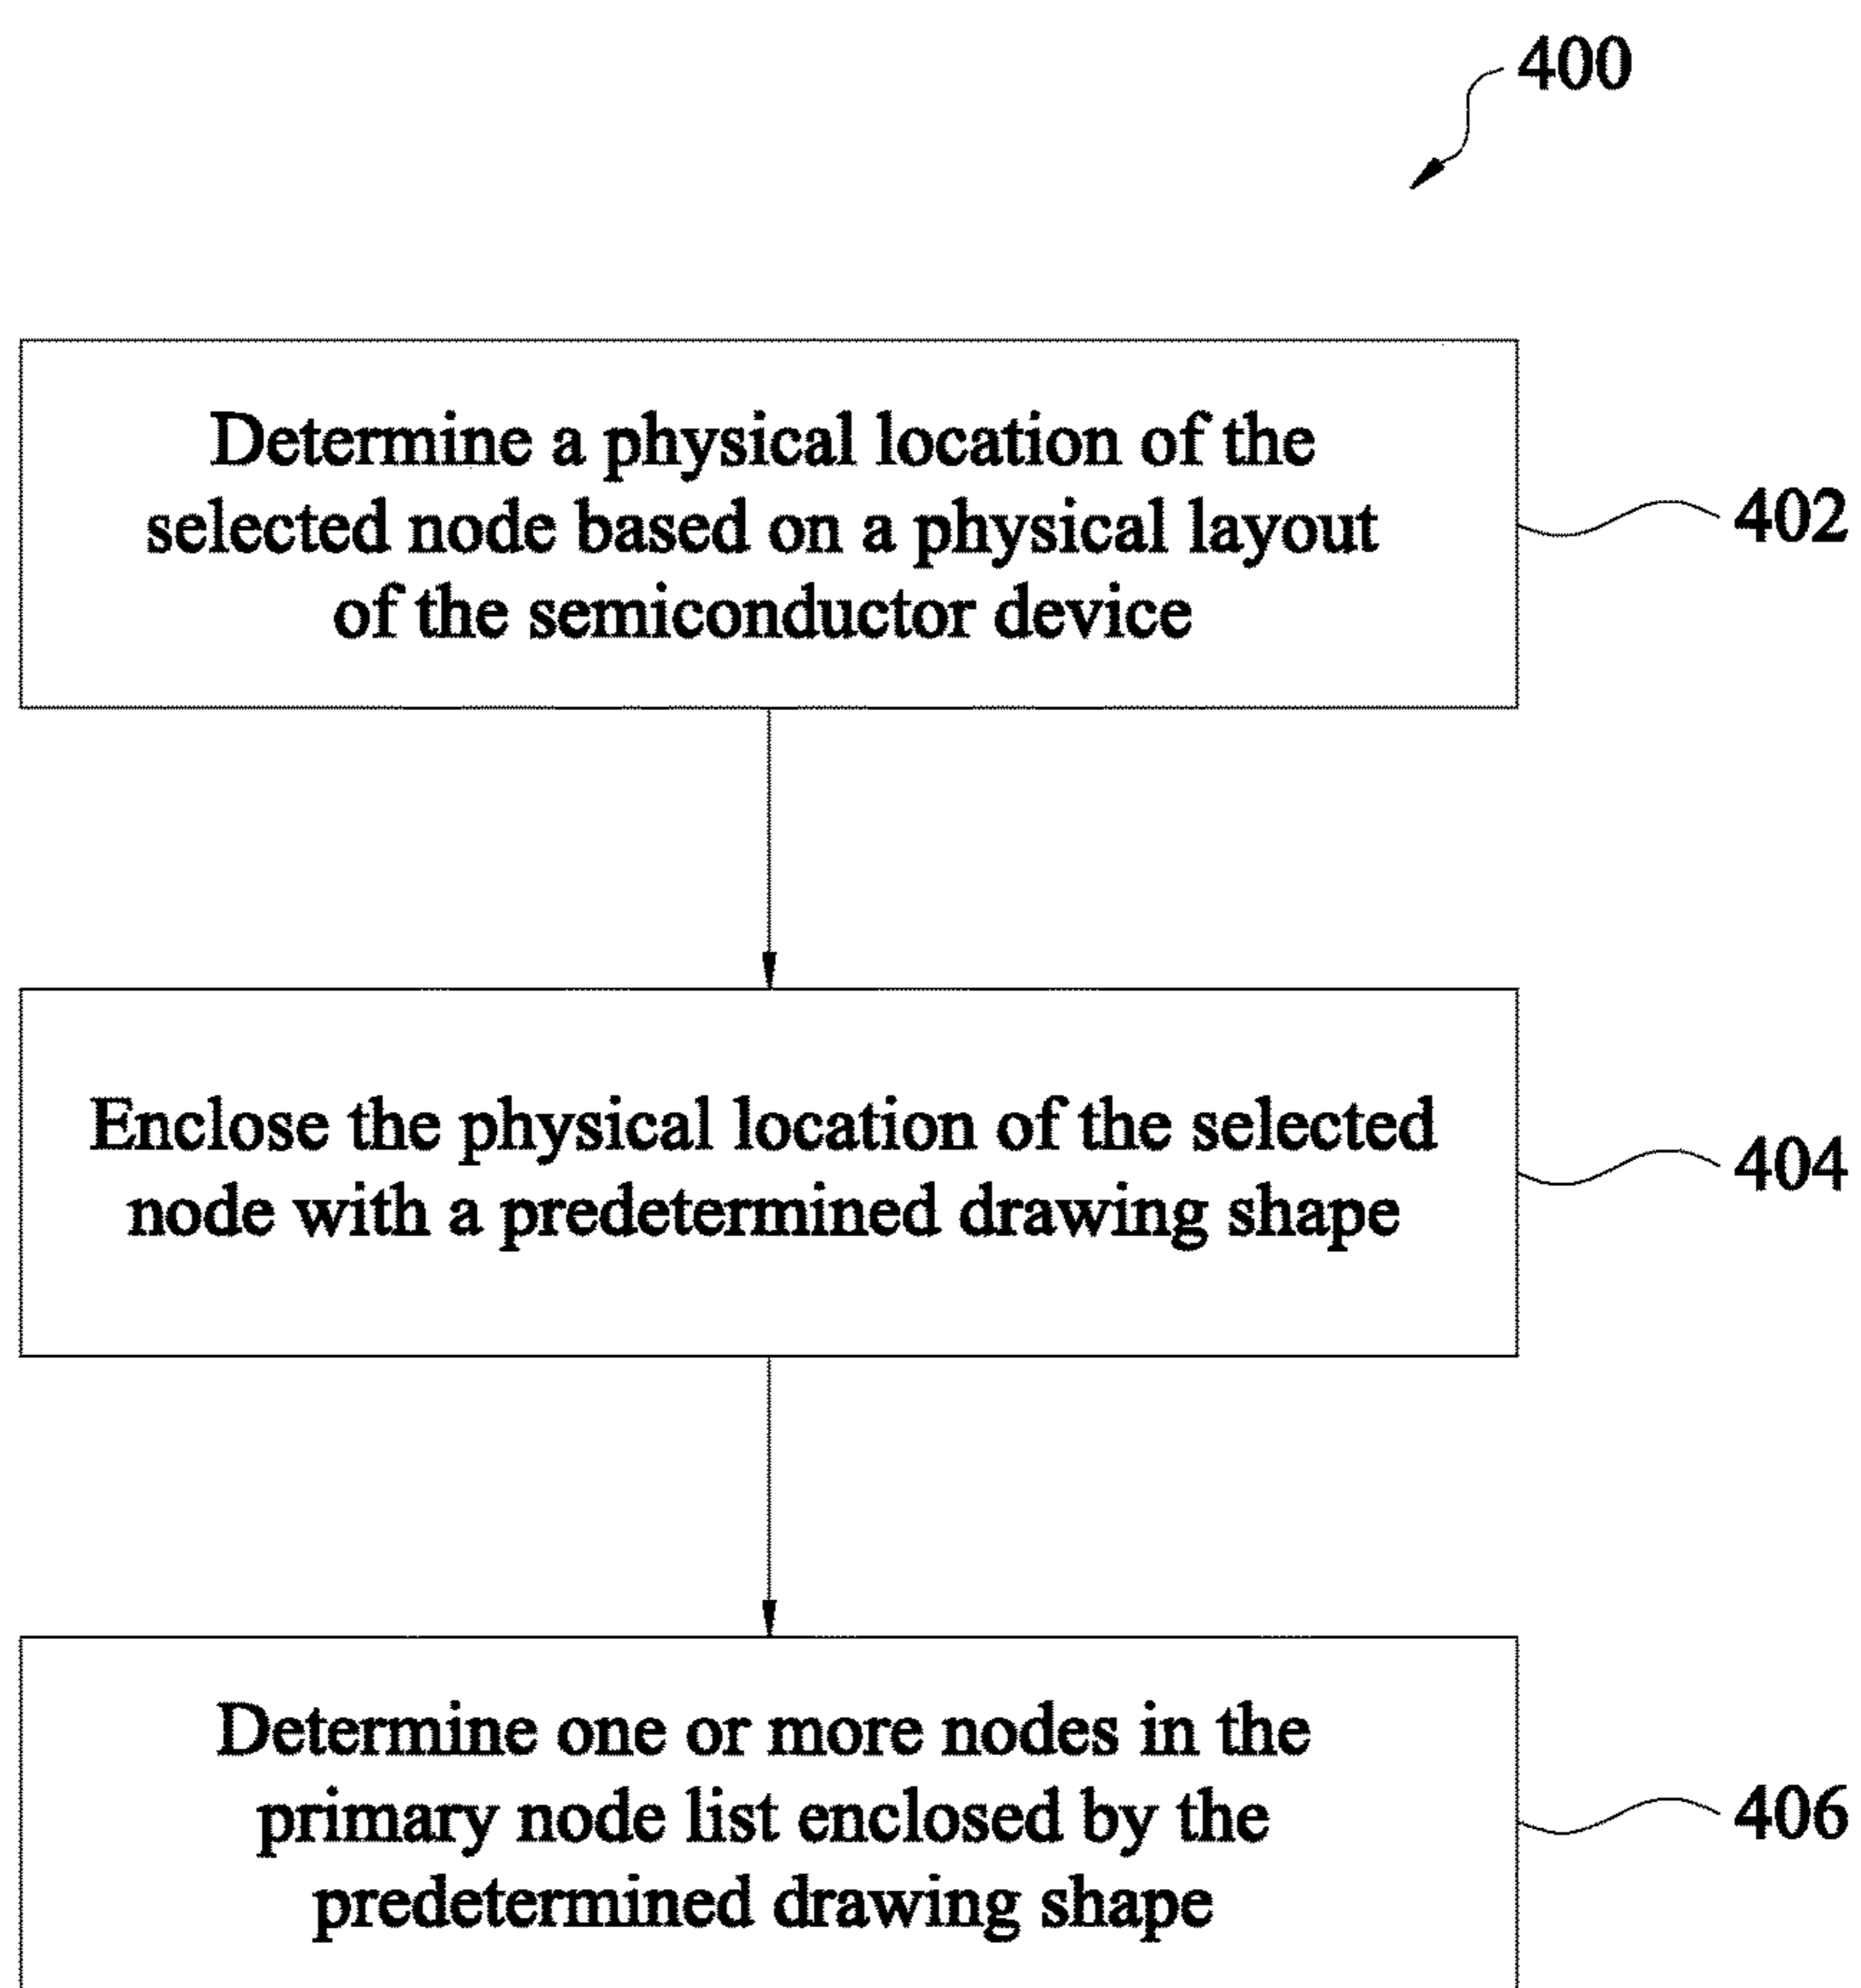 400
Determine a physical location of the
selected node based on a physical layout
of the semiconductor device
402
Enclose the physical location of the selected
node with a predetermined drawing shape
404
Determine one or more nodes in the
primary node list enclosed by the
predetermined drawing shape
406